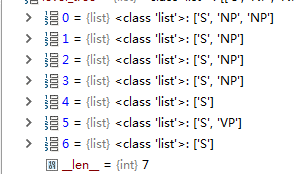 0 = {list} <class 'list'>: ['S', 'NP', 'NP']
1 = {list} <class 'list'>: ['S', 'NP']
2 = {list} <class 'list'>: ['S', 'NP']
3 = {list} <class 'list'>: ['S', 'NP']
4 = {list} <class 'list'>: ['S']
5 = {list} <class 'list'>: ['S', 'VP']
6 = {list} <class 'list'>: ['S']
__len__ = {int} 7